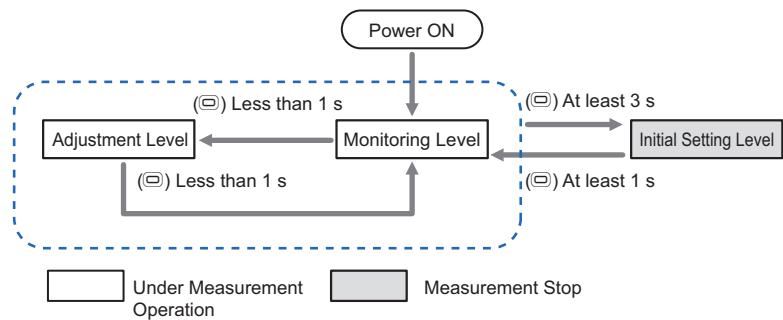 Power ON
(⌑) Less than 1 s
(⌑) At least 3 s
Adjustment Level
Monitoring Level
Initial Setting Level
(⌑) Less than 1 s
(⌑) At least 1 s
Under Measurement
Operation
Measurement Stop